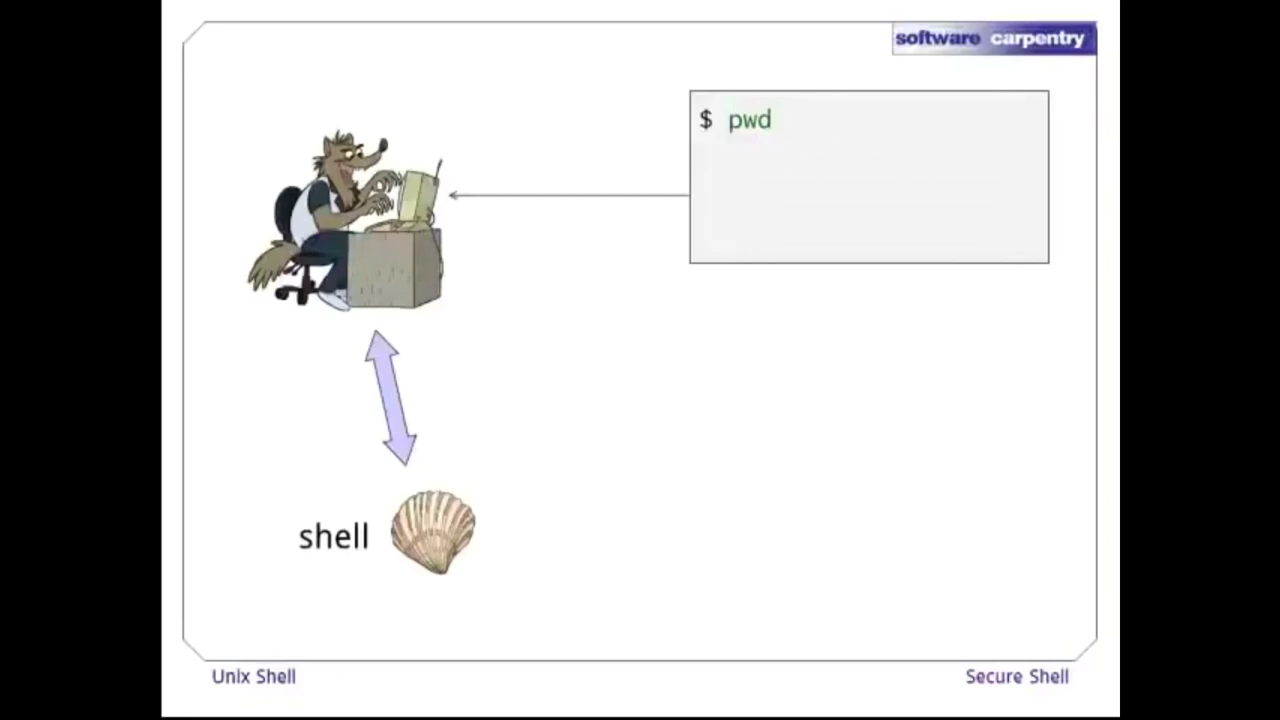 software carpentry
$ pwd
shell
Unix Shell
Secure Shell